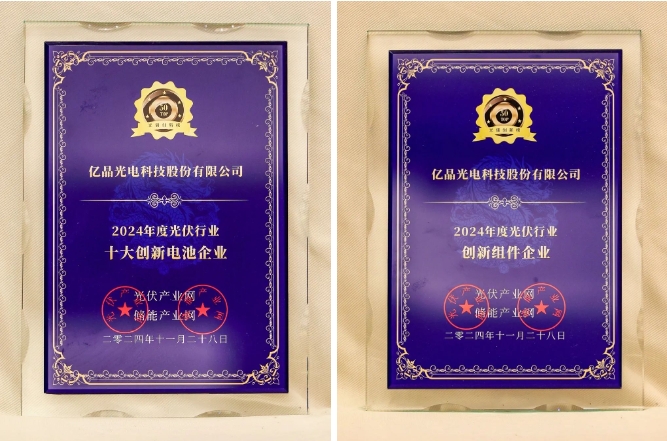 50
TOP
亿晶光电科技股份有限公司
2024年度光伏行业
十大创新电池企业
光伏产业网
储能产业网
二零二四年十一月二十八日
50
亿晶光电科技股份有限公司
2024年度光伏行业
创新组件企业
光伏产业网
储能产业网
二零二四年十一月二十八日